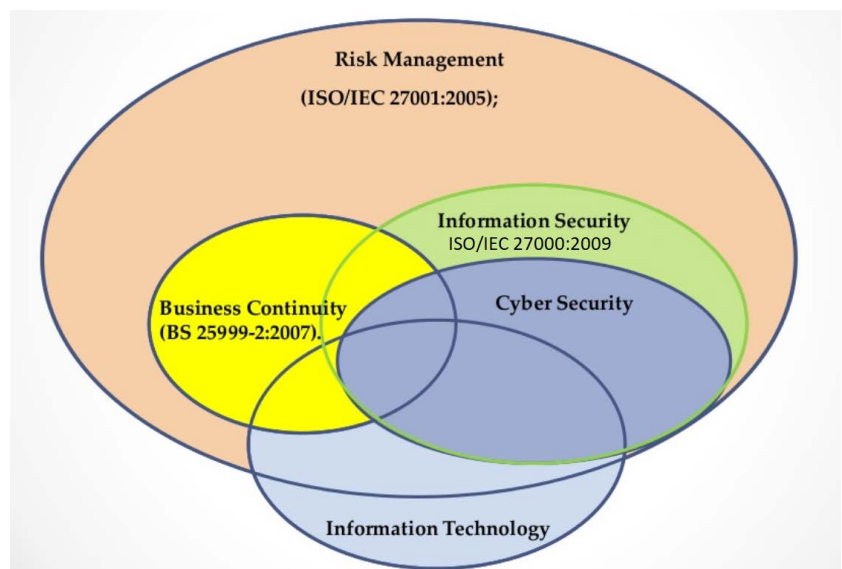 Risk Management
(ISO/IEC 27001:2005);
Information Security
ISO/IEC 27000:2009
Cyber Security
Business Continuity
(BS 25999-2:2007).
Information Technology